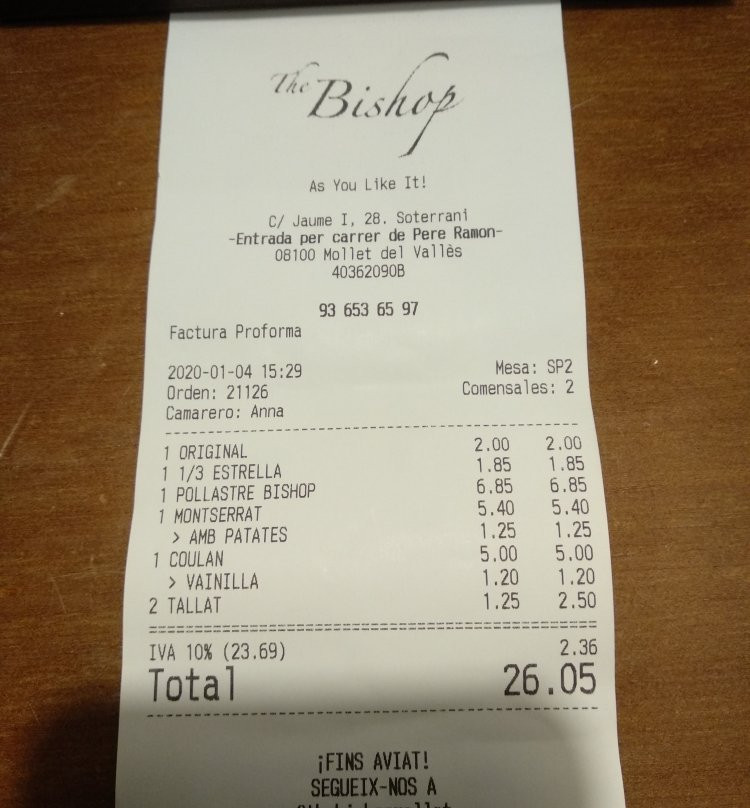 The Bishop
As You Like It!
C/ Jaume I, 28. Soterrani
-Entrada per carrer de Pere Ramon-
08100 Mollet del Vallès
40362090B
93 653 65 97
Factura Proforma
2020-01-04 15:29 Mesa: SP2
Orden: 21126 Comensales: 2
Camarero: Anna
1 ORIGINAL 2.00 2.00
1 1/3 ESTRELLA 1.85 1.85
1 POLLASTRE BISHOP 6.85 6.85
1 MONTSERRAT 5.40 5.40
> AMB PATATES 1.25 1.25
1 COULAN 5.00 5.00
> VAINILLA 1.20 1.20
2 TALLAT 1.25 2.50
IVA 10% (23.69) 2.36
Total 26.05
¡FINS AVIAT!
SEGUEIX-NOS A